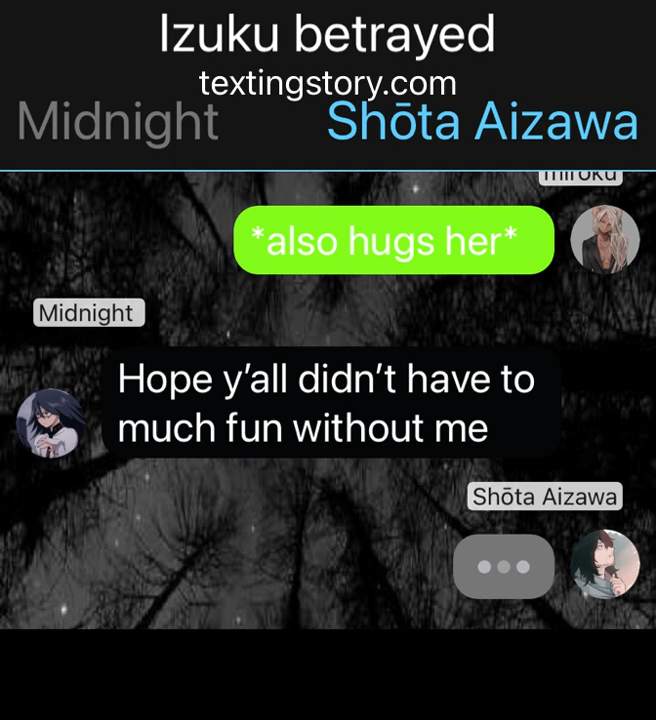 Izuku betrayed
textingstory.com
Midnight
Shōta Aizawa
miroku
*also hugs her*
Midnight
Hope y’all didn’t have to
much fun without me
Shōta Aizawa